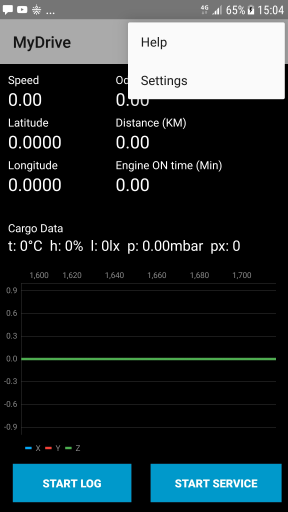 4G 65% 15:04
MyDrive
Help
Settings
Speed
0.00
0.00
Latitude Distance (KM)
0.0000 0.00
Longitude Engine ON time (Min)
0.0000 0.00
Cargo Data
t: 0°C h: 0% l: 0lx p: 0.00mbar px: 0
1,600 1,620 1,640 1,660 1,680 1,700
0.9
0.6
0.3
0.0
-0.3
-0.6
-0.9
X Y Z
START LOG START SERVICE